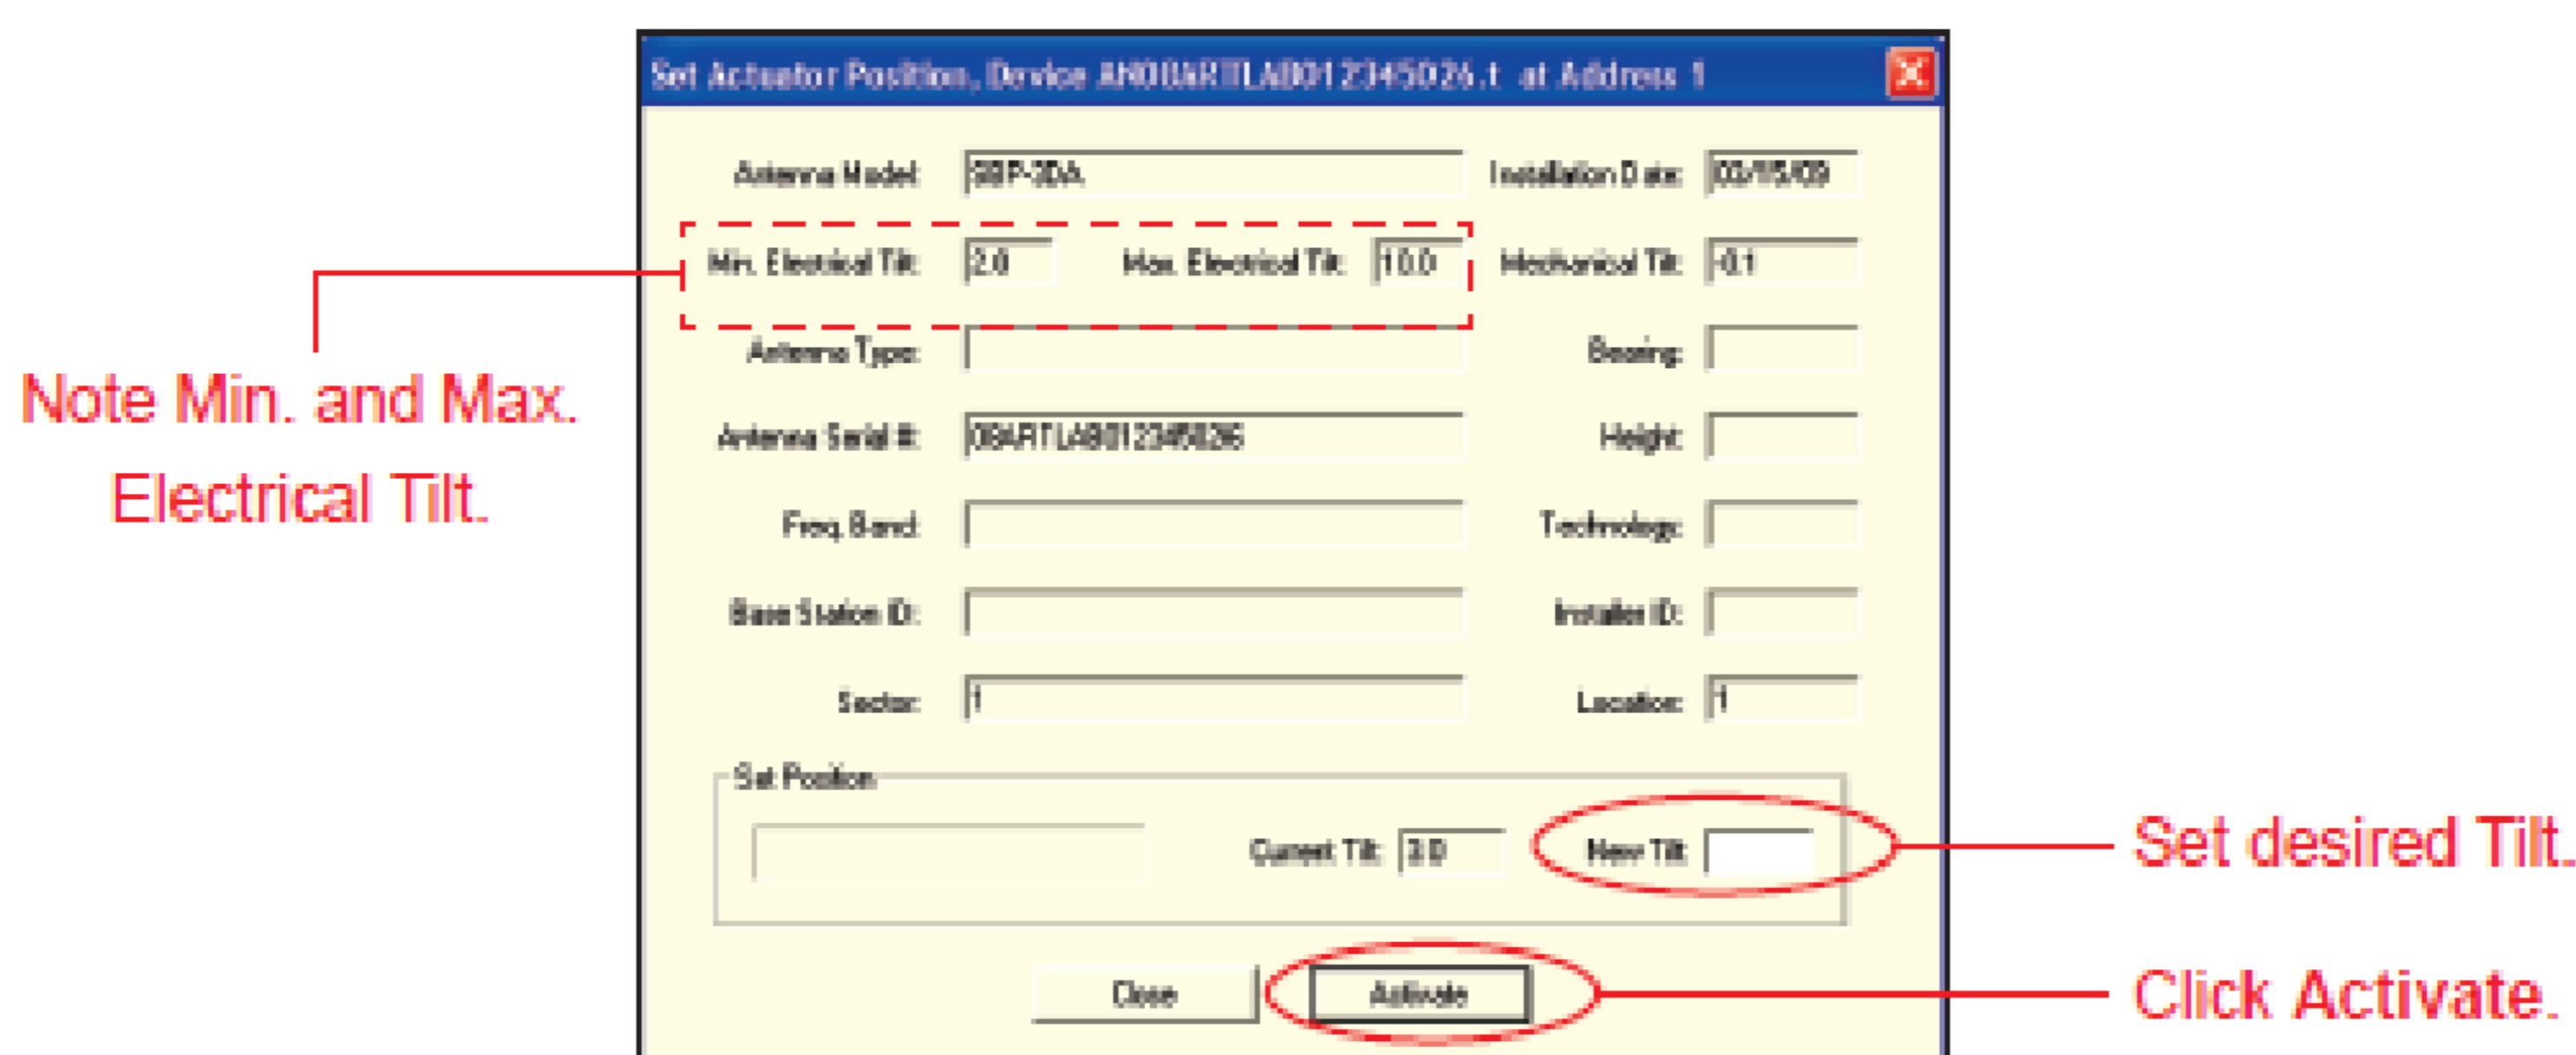 Set Actuator Position, Device at Address 1
Antenna Model:
Installation Date: 03/15/09
Min. Electrical Tilt: 2.0 Max. Electrical Tilt: 10.0 Mechanical Tilt: -0.1
Antenna Type: Bearing:
Antenna Serial #: Height:
Freq. Band: Technology:
Base Station ID: Installer ID:
Sector: 1 Location: 1
Set Position
Current Tilt: 3.0 New Tilt:
Close Activate
Note Min. and Max.
Electrical Tilt.
Set desired Tilt.
Click Activate.